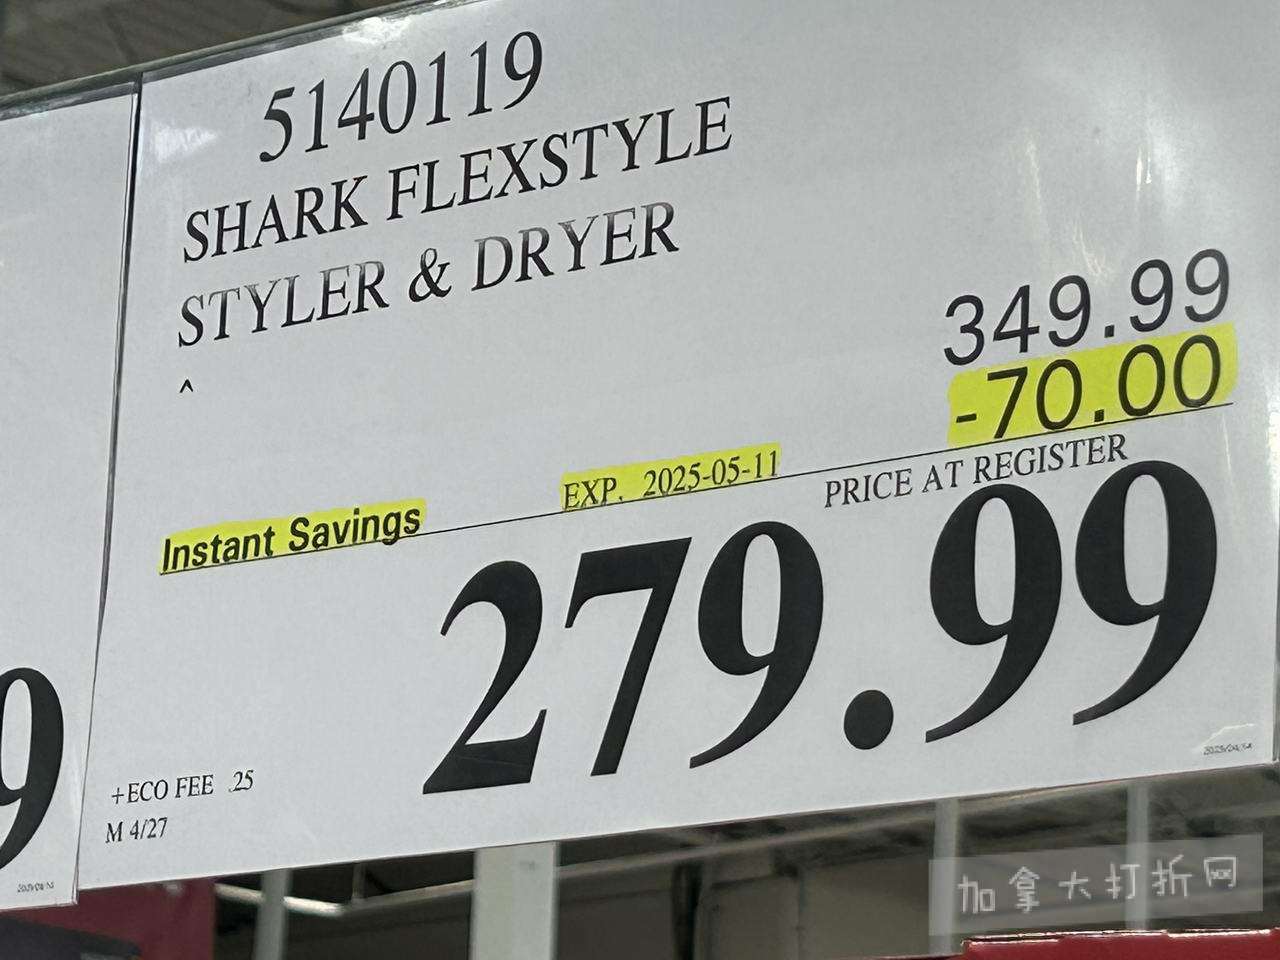 5140119
SHARK FLEXSTYLE
STYLER & DRYER
^
349.99
-70.00
Instant Savings
EXP. 2025-05-11
PRICE AT REGISTER
279.99
+ECO FEE .25
M 4/27
9
加拿大打折网